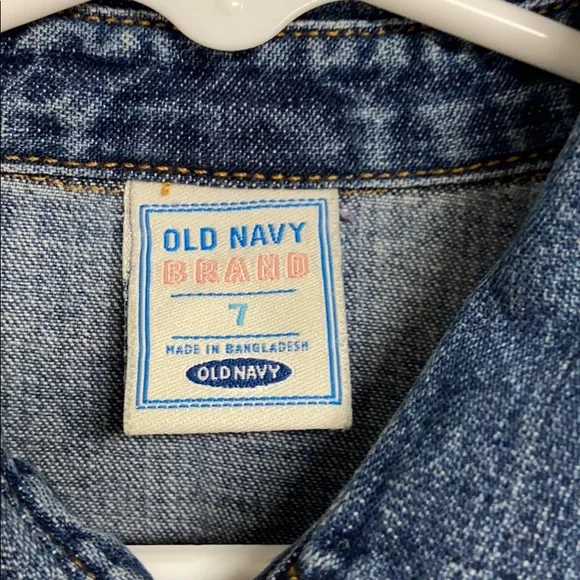 OLD NAVY
BRAND
7
MADE IN BANGLADESH
OLD NAVY